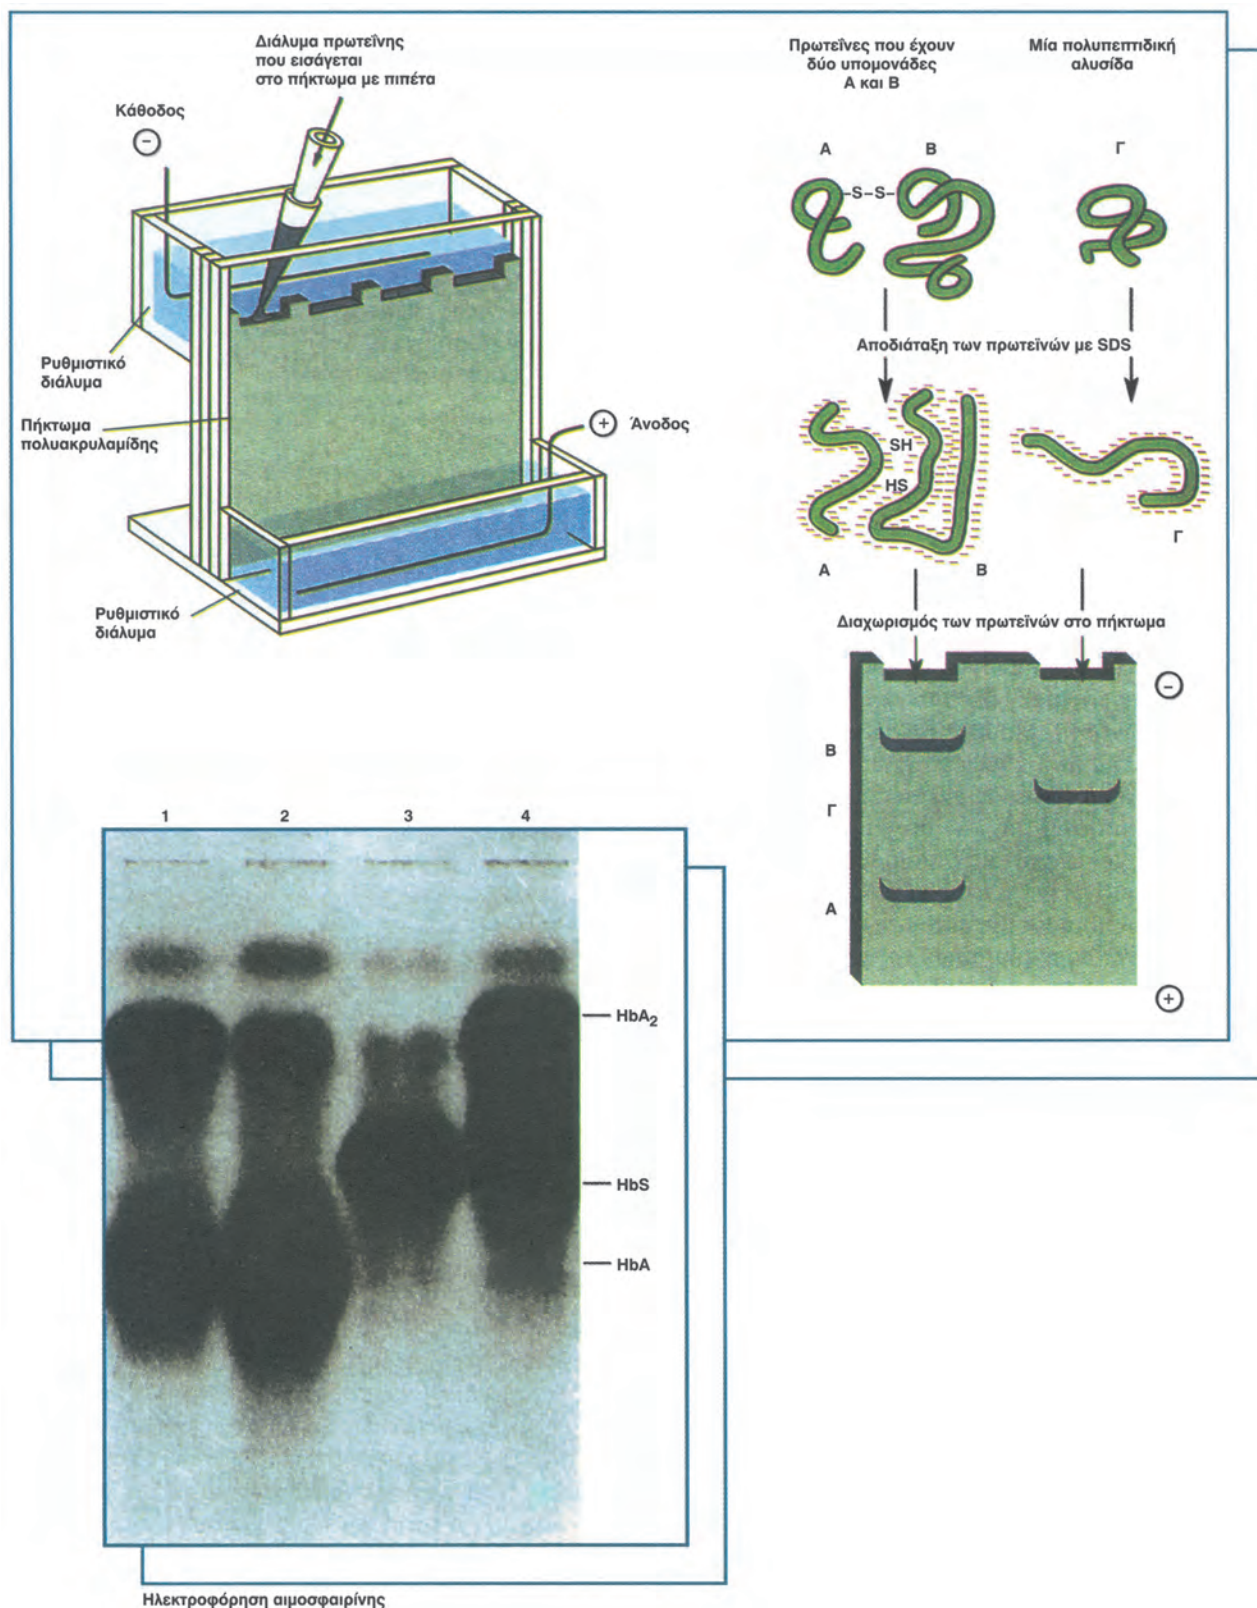 Διάλυμα πρωτεΐνης
που εισάγεται
στο πήκτωμα με πιπέτα
Κάθοδος
−
Ρυθμιστικό
διάλυμα
Πήκτωμα
πολυακρυλαμίδης
+ Άνοδος
Ρυθμιστικό
διάλυμα
Πρωτεΐνες που έχουν
δύο υπομονάδες
Α και Β
Μία πολυπεπτιδική
αλυσίδα
Α
Β
Γ
–S–S–
Αποδιάταξη των πρωτεϊνών με SDS
SH
HS
Γ
Α
Β
Διαχωρισμός των πρωτεϊνών στο πήκτωμα
−
Β
Γ
Α
+
1 2 3 4
HbA2
HbS
HbA
Ηλεκτροφόρηση αιμοσφαιρίνης